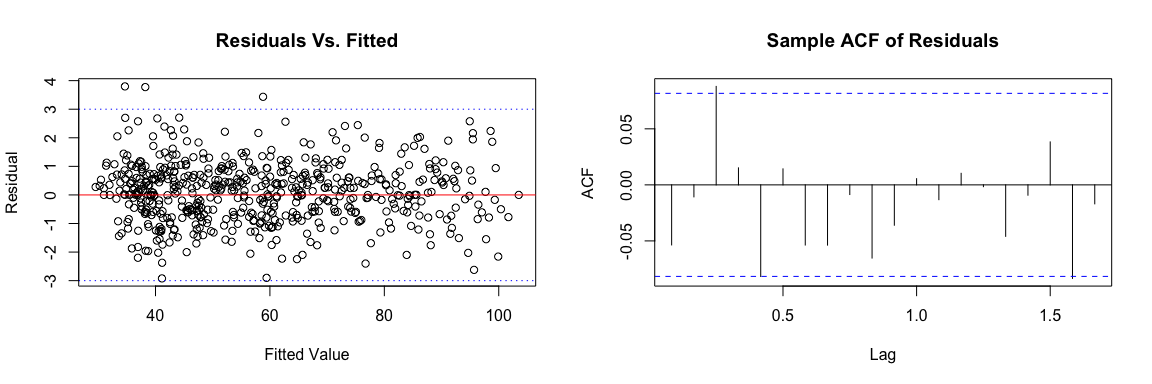 Residuals Vs. Fitted
Residual
4
3
2
1
0
-1
-2
-3
40 60 80 100
Fitted Value
Sample ACF of Residuals
ACF
0.05
0.00
-0.05
0.5 1.0 1.5
Lag